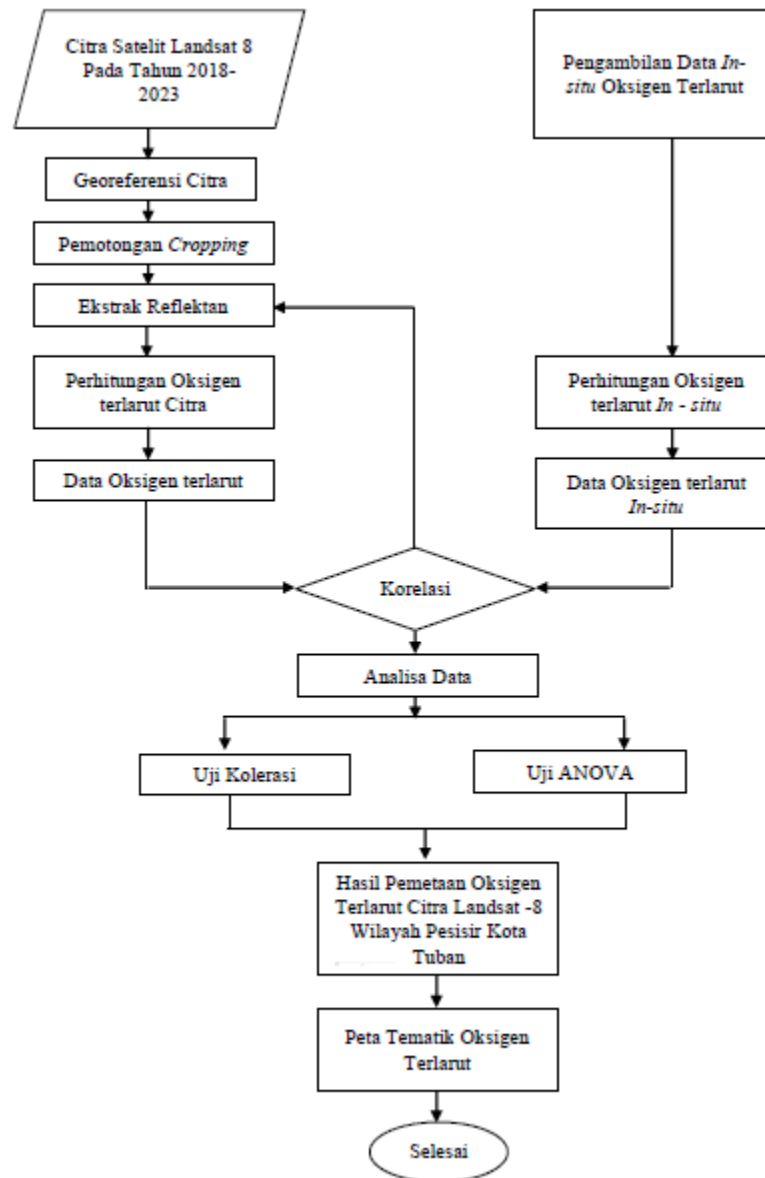 Citra Satelit Landsat 8
Pada Tahun 2018-
2023
Pengambilan Data In-
situ Oksigen Terlarut
Georeferensi Citra
Pemotongan Cropping
Ekstrak Reflektan
Perhitungan Oksigen
terlarut Citra
Perhitungan Oksigen
terlarut In - situ
Data Oksigen terlarut
Data Oksigen terlarut
In-situ
Korelasi
Analisa Data
Uji Kolerasi
Uji ANOVA
Hasil Pemetaan Oksigen
Terlarut Citra Landsat -8
Wilayah Pesisir Kota
Tuban
Peta Tematik Oksigen
Terlarut
Selesai